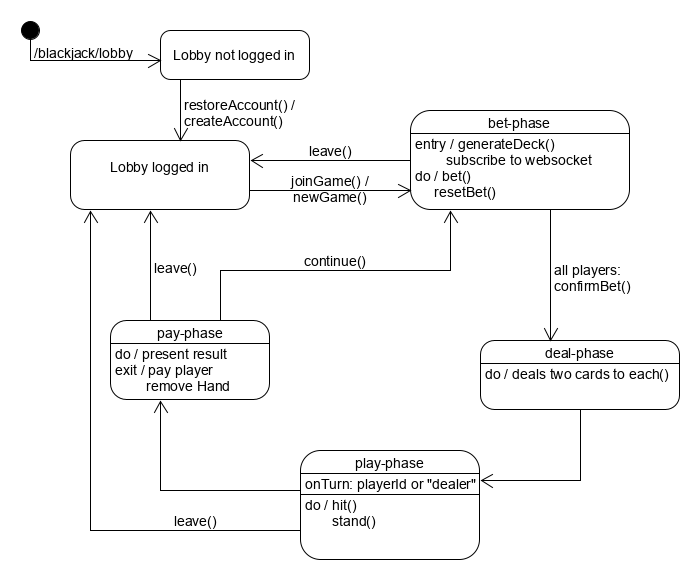 /blackjack/lobby
Lobby not logged in
restoreAccount() /
createAccount()
Lobby logged in
leave()
joinGame() /
newGame()
bet-phase
entry / generateDeck()
subscribe to websocket
do / bet()
resetBet()
leave()
continue()
all players:
confirmBet()
pay-phase
do / present result
exit / pay player
remove Hand
deal-phase
do / deals two cards to each()
play-phase
onTurn: playerId or "dealer"
do / hit()
stand()
leave()